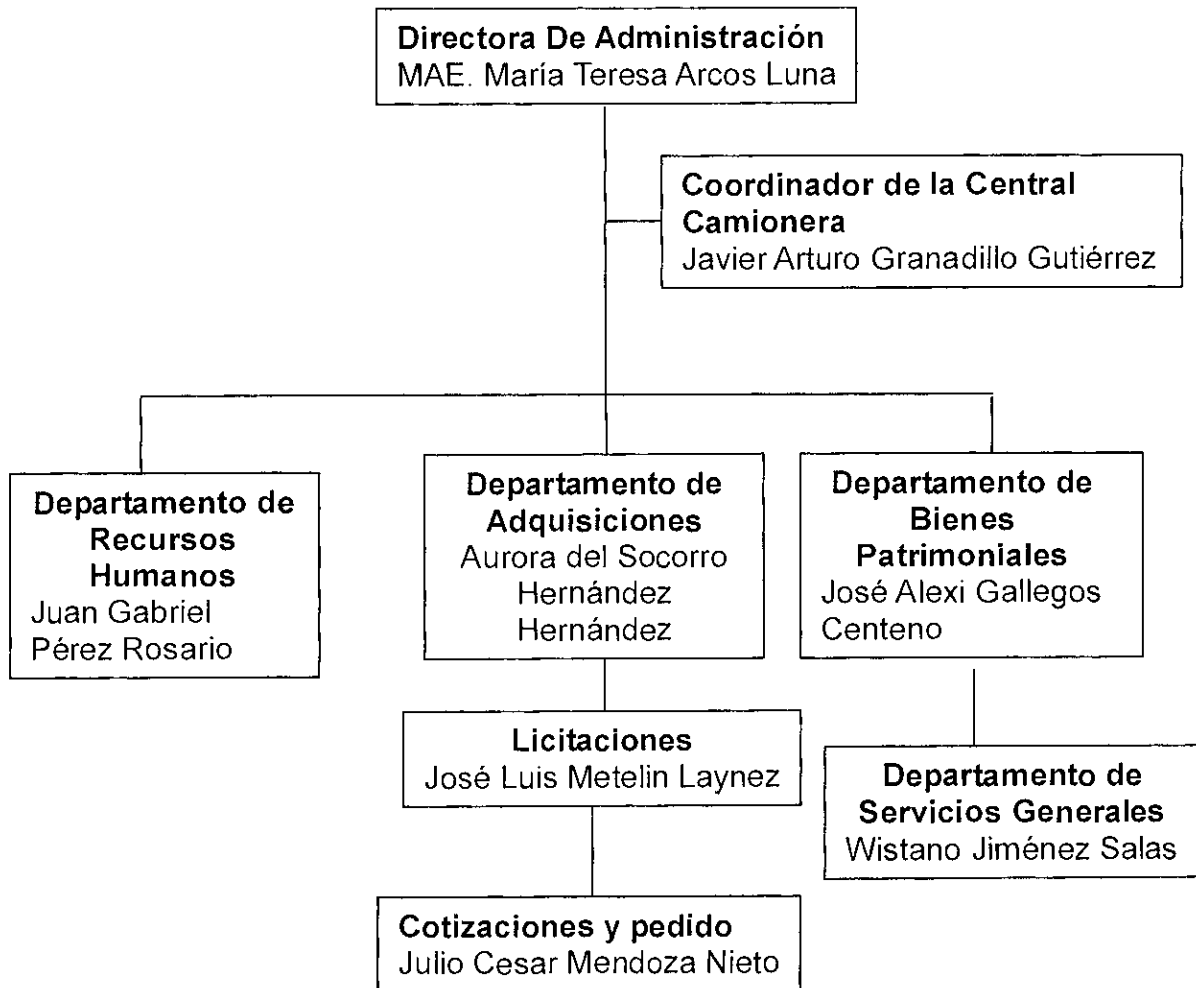 Directora De Administración
MAE. María Teresa Arcos Luna
Coordinador de la Central
Camionera
Javier Arturo Granadillo Gutiérrez
Departamento de
Recursos
Humanos
Juan Gabriel
Pérez Rosario
Departamento de
Adquisiciones
Aurora del Socorro
Hernández
Hernández
Departamento de
Bienes
Patrimoniales
José Alexi Gallegos
Centeno
Licitaciones
José Luis Metelin Laynez
Departamento de
Servicios Generales
Wistano Jiménez Salas
Cotizaciones y pedido
Julio Cesar Mendoza Nieto